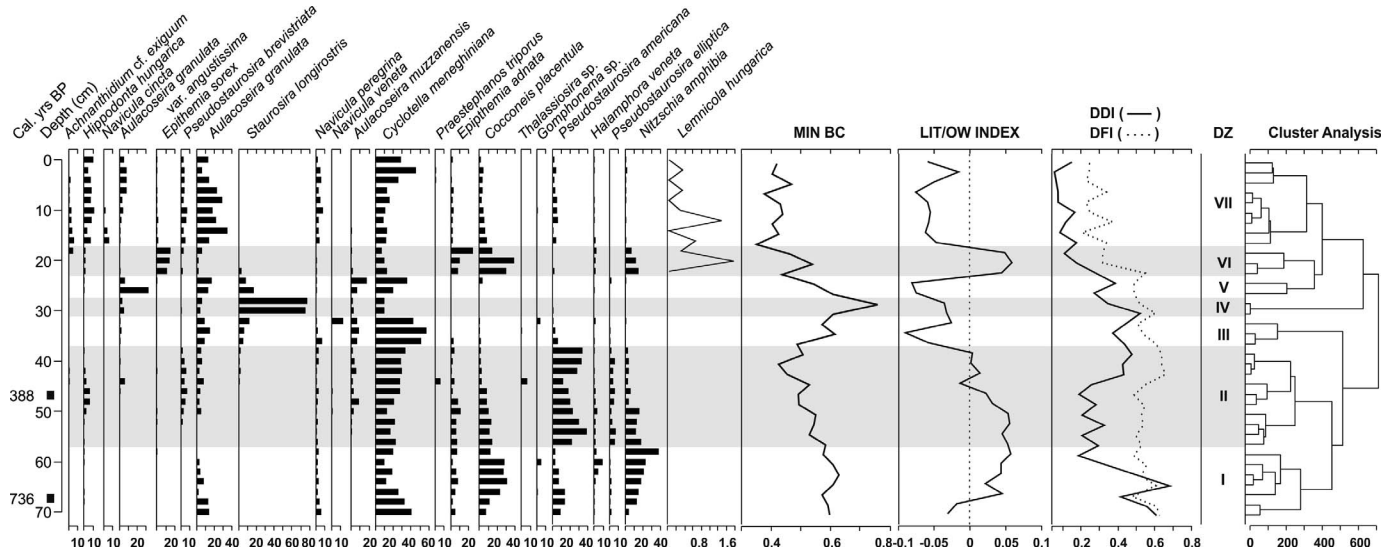 Cal. yrs BP
Depth (cm)
Achnanthidium cf. exiguum
Hippodonta hungarica
Navicula cincta
Aulacoseira granulata
var. angustissima
Epithemia sorex
Pseudostaurosira brevistriata
Aulacoseira granulata
Staurosira longirostris
Navicula peregrina
Navicula veneta
Aulacoseira muzzanensis
Cyclotella meneghiniana
Praestephanos triporus
Epipthemia adnata
Cocconeis placentula
Thalassiosira sp.
Gomphonema sp.
Pseudostaurosira americana
Halamphora veneta
Pseudostaurosira elliptica
Nitzschia amphibia
Lemnicola hungarica
MIN BC
LIT/OW INDEX
DDI ( — )
DFI ( ..... )
DZ
Cluster Analysis
0
10
20
30
40
388
50
60
736
70
VII
VI
V
IV
III
II
I
10 10 10 20 20 10 20 40 20 40 60 80 10 10 20 20 40 60 10 20 20 40 10 10 20 40 10 10 20 40 0.8 1.6 0.4 0.6 0.8 -0.1 -0.05 0 0.05 0.1 0 0.2 0.4 0.6 0.8 0 200 400 600